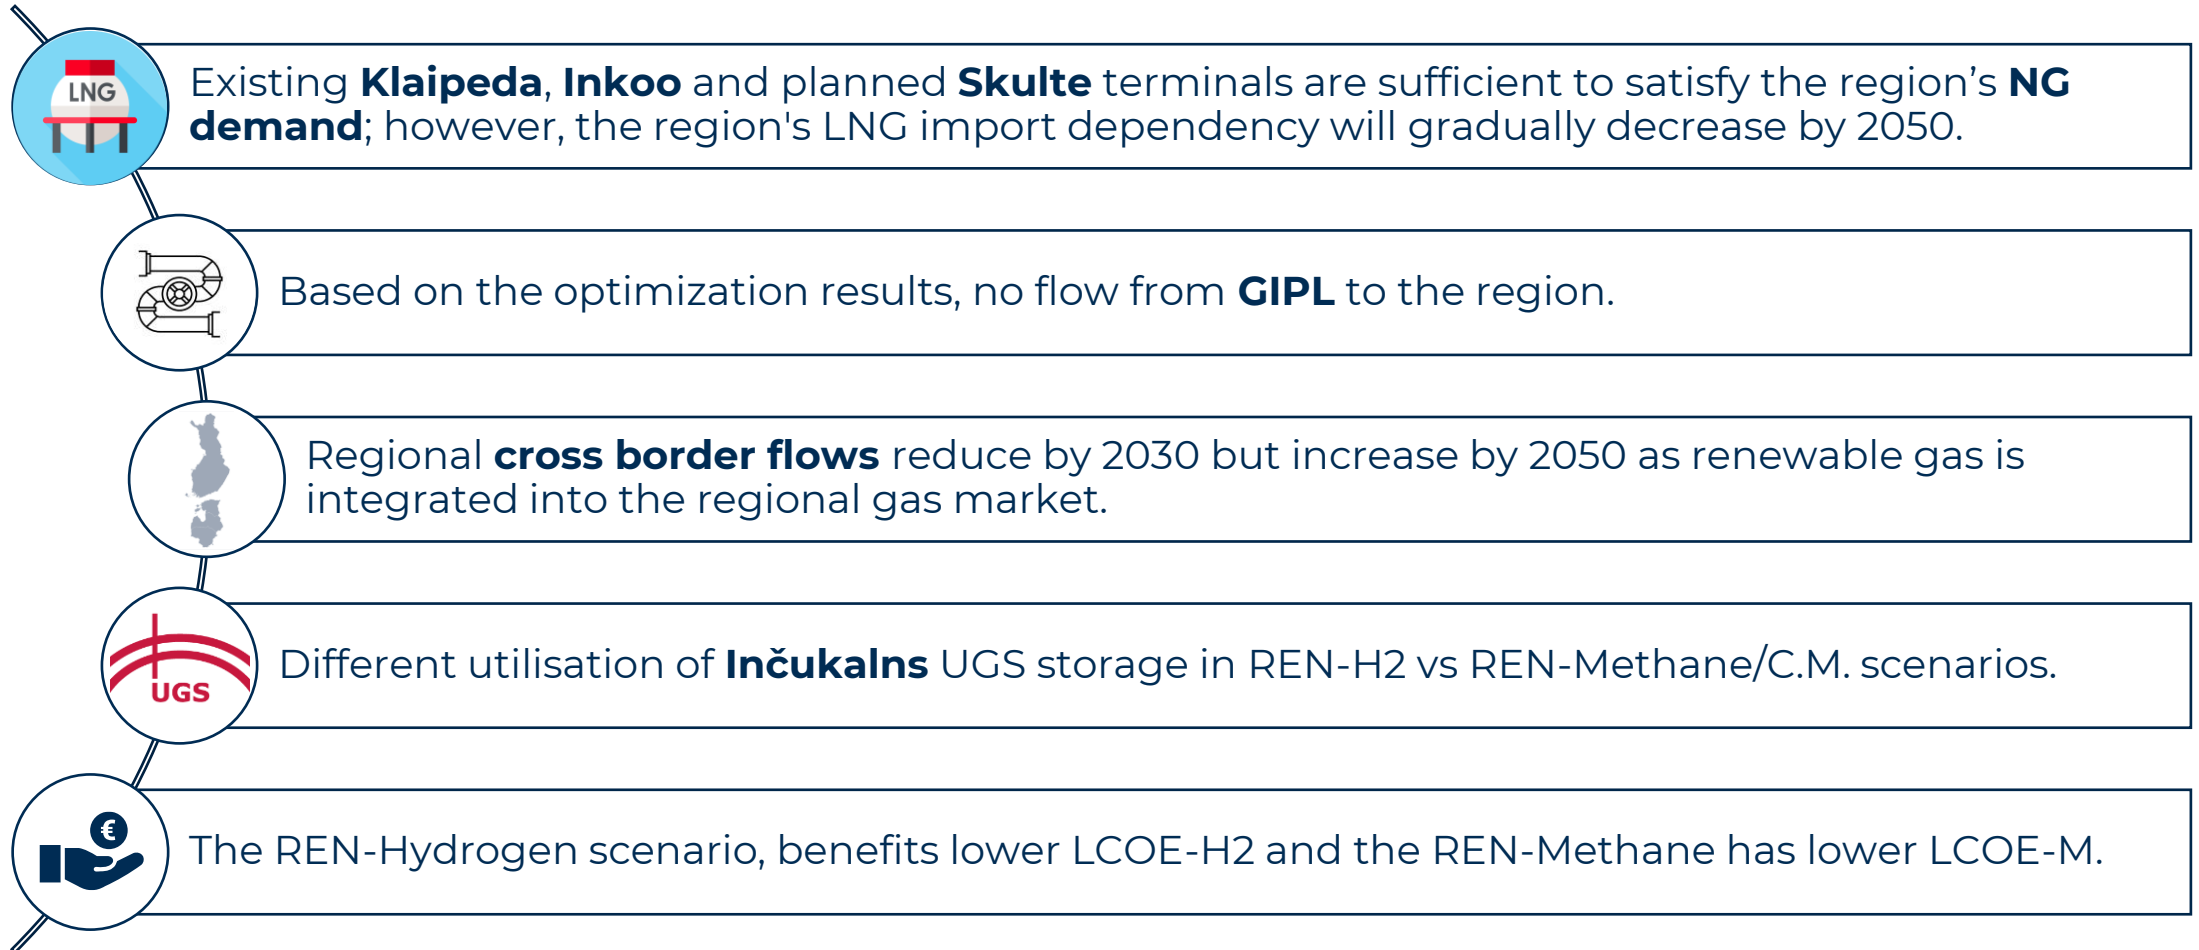 LNG
Existing Klaipeda, Inkoo and planned Skulte terminals are sufficient to satisfy the region’s NG
demand; however, the region's LNG import dependency will gradually decrease by 2050.
Based on the optimization results, no flow from GIPL to the region.
Regional cross border flows reduce by 2030 but increase by 2050 as renewable gas is
integrated into the regional gas market.
UGS
Different utilisation of Inčukalns UGS storage in REN-H2 vs REN-Methane/C.M. scenarios.
€
The REN-Hydrogen scenario, benefits lower LCOE-H2 and the REN-Methane has lower LCOE-M.